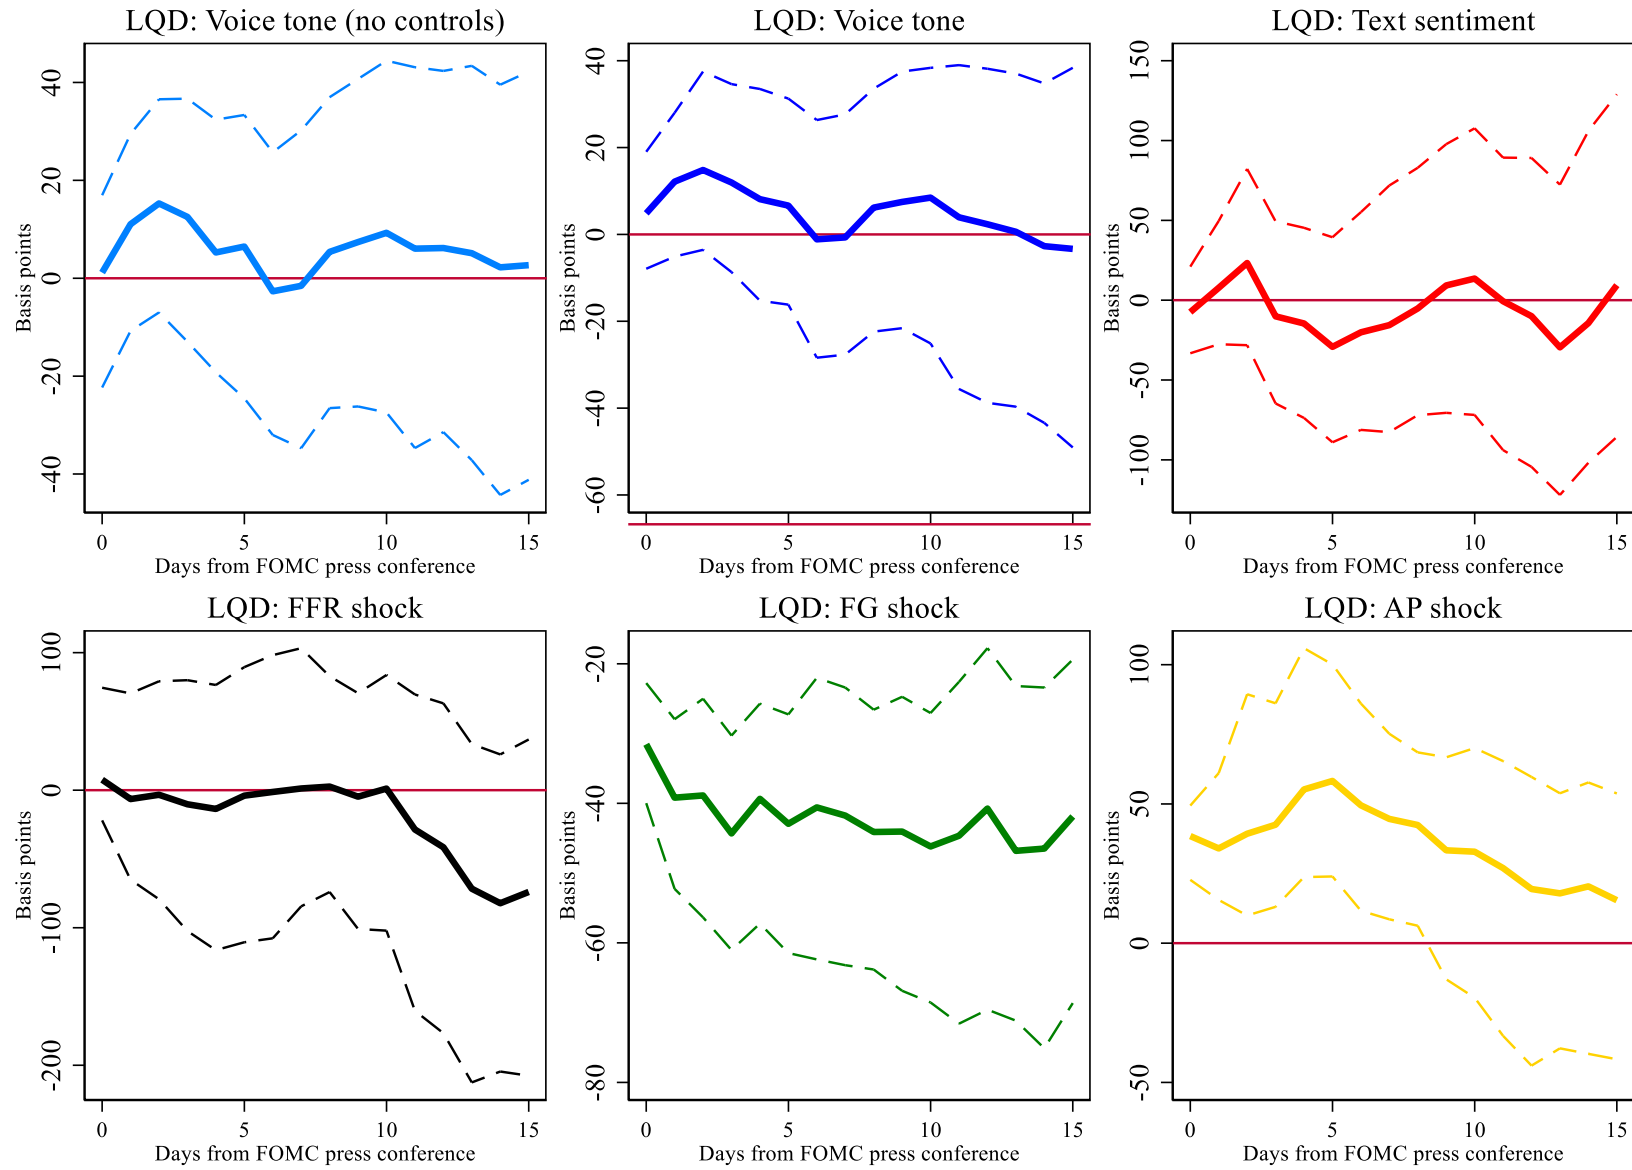 LQD: Voice tone (no controls)
40
20
0
-20
-40
Basis points
0 5 10 15
Days from FOMC press conference
LQD: Voice tone
40
20
0
-20
-40
-60
Basis points
0 5 10 15
Days from FOMC press conference
LQD: Text sentiment
150
100
50
0
-50
-100
Basis points
0 5 10 15
Days from FOMC press conference
LQD: FFR shock
100
0
-100
-200
Basis points
0 5 10 15
Days from FOMC press conference
LQD: FG shock
-20
-40
-60
-80
Basis points
0 5 10 15
Days from FOMC press conference
LQD: AP shock
100
50
0
-50
Basis points
0 5 10 15
Days from FOMC press conference